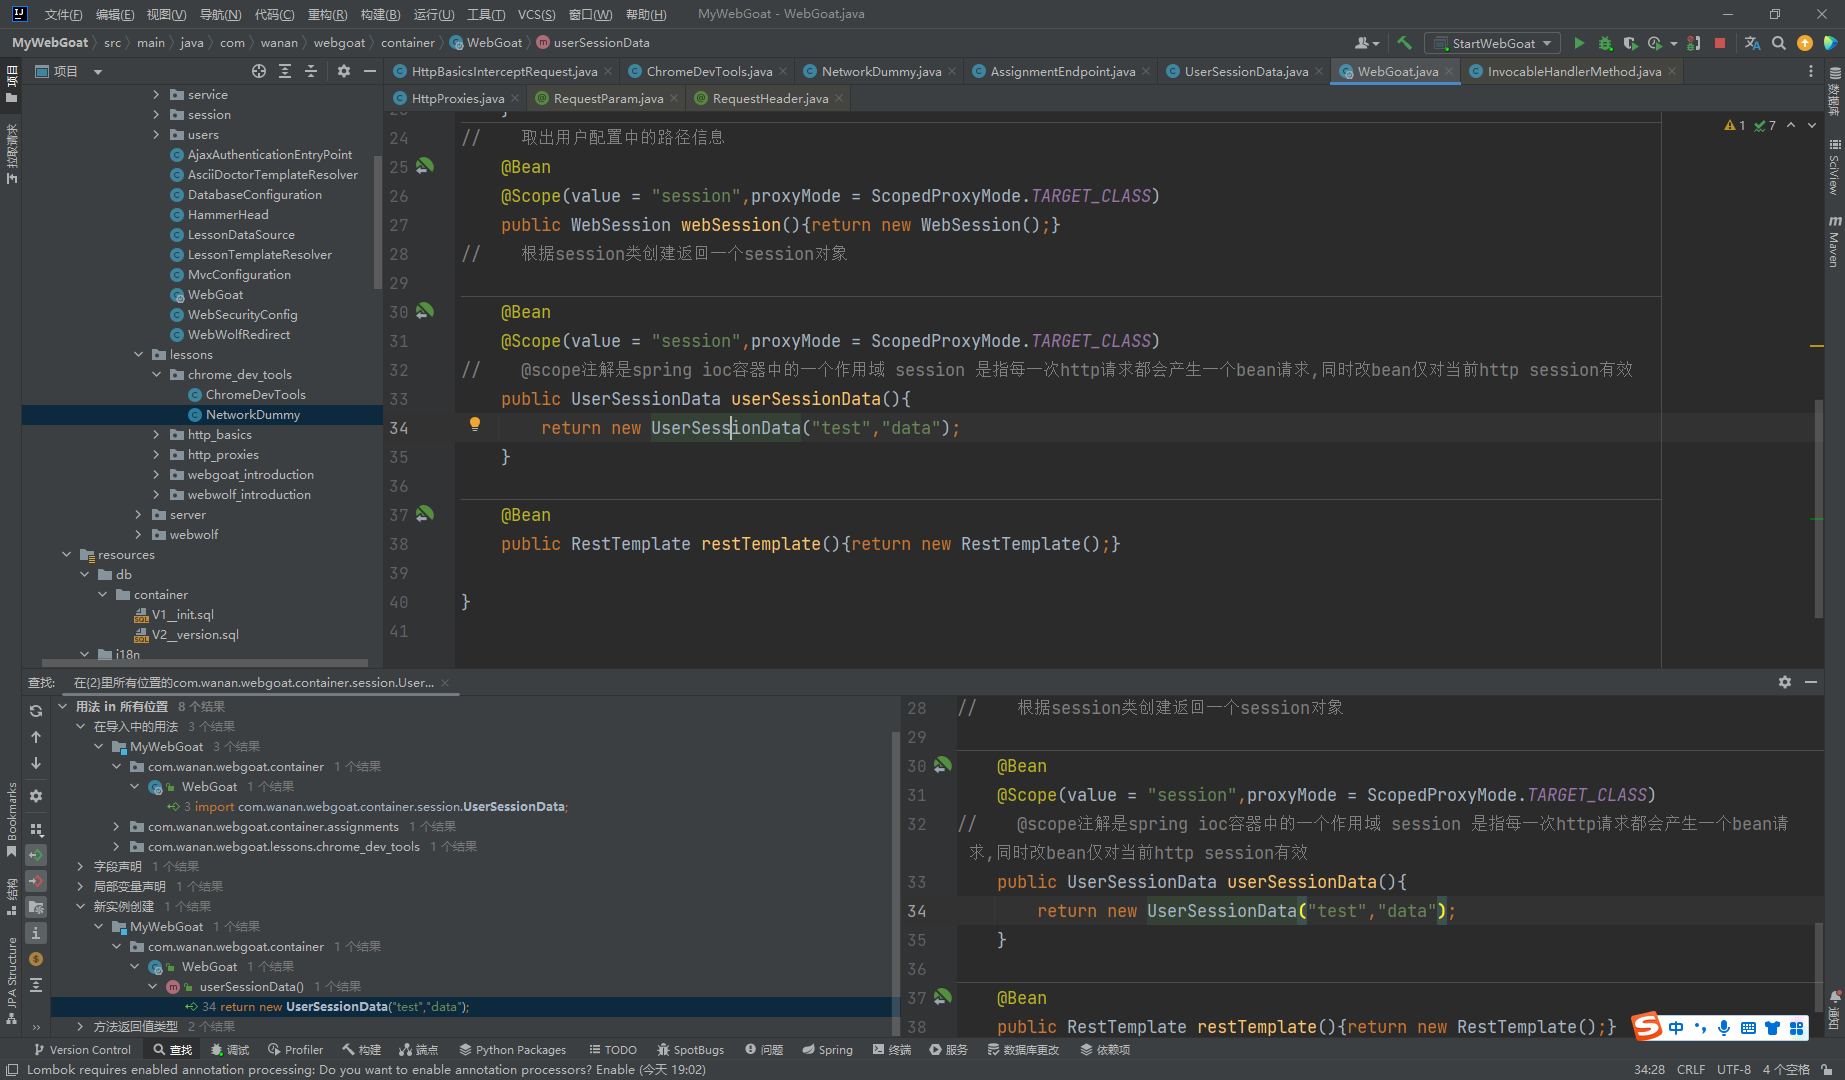 文件(F) 编辑(E) 视图(V) 导航(N) 代码(C) 重构(R) 构建(B) 运行(U) 工具(T) VCS(S) 窗口(W) 帮助(H) MyWebGoat - WebGoat.java
MyWebGoat src main java com wanan webgoat container WebGoat userSessionData StartWebGoat
项目 HttpBasicsInterceptRequest.java ChromeDevTools.java NetworkDummy.java AssignmentEndpoint.java UserSessionData.java WebGoat.java InvocableHandlerMethod.java
HttpProxies.java RequestParam.java RequestHeader.java
项目
拉取请求
Bookmarks
结构
JPA Structure
service
session
users
AjaxAuthenticationEntryPoint
AsciiDoctorTemplateResolver
DatabaseConfiguration
HammerHead
LessonDataSource
LessonTemplateResolver
MvcConfiguration
WebGoat
WebSecurityConfig
WebWolfRedirect
lessons
chrome_dev_tools
ChromeDevTools
NetworkDummy
http_basics
http_proxies
webgoat_introduction
webwolf_introduction
server
webwolf
resources
db
container
V1__init.sql
V2__version.sql
i18n
1 7
24 // 取出用户配置中的路径信息
25 @Bean
26 @Scope(value = "session",proxyMode = ScopedProxyMode.TARGET_CLASS)
27 public WebSession webSession(){return new WebSession();}
28 // 根据session类创建返回一个session对象
29
30 @Bean
31 @Scope(value = "session",proxyMode = ScopedProxyMode.TARGET_CLASS)
32 // @scope注解是spring ioc容器中的一个作用域 session 是指每一次http请求都会产生一个bean请求,同时改bean仅对当前http session有效
33 public UserSessionData userSessionData(){
34 return new UserSessionData("test","data");
35 }
36
37 @Bean
38 public RestTemplate restTemplate(){return new RestTemplate();}
39
40 }
41
数据库
SciView
Maven
通知
查找: 在{2}里所有位置的com.wanan.webgoat.container.session.User...
用法 in 所有位置 8 个结果
在导入中的用法 3 个结果
MyWebGoat 3 个结果
com.wanan.webgoat.container 1 个结果
WebGoat 1 个结果
3 import com.wanan.webgoat.container.session.UserSessionData;
com.wanan.webgoat.container.assignments 1 个结果
com.wanan.webgoat.lessons.chrome_dev_tools 1 个结果
字段声明 1 个结果
局部变量声明 1 个结果
新实例创建 1 个结果
MyWebGoat 1 个结果
com.wanan.webgoat.container 1 个结果
WebGoat 1 个结果
userSessionData() 1 个结果
34 return new UserSessionData("test","data");
方法返回值类型 2 个结果
28 // 根据session类创建返回一个session对象
29
30 @Bean
31 @Scope(value = "session",proxyMode = ScopedProxyMode.TARGET_CLASS)
32 // @scope注解是spring ioc容器中的一个作用域 session 是指每一次http请求都会产生一个bean请
求,同时改bean仅对当前http session有效
33 public UserSessionData userSessionData(){
34 return new UserSessionData("test","data");
35 }
36
37 @Bean
38 public RestTemplate restTemplate(){return new RestTemplate();}
中
Version Control 查找 调试 Profiler 构建 端点 Python Packages TODO SpotBugs 问题 Spring 终端 服务 数据库更改 依赖项
Lombok requires enabled annotation processing: Do you want to enable annotation processors? Enable (今天 19:02) 34:28 CRLF UTF-8 4 个空格